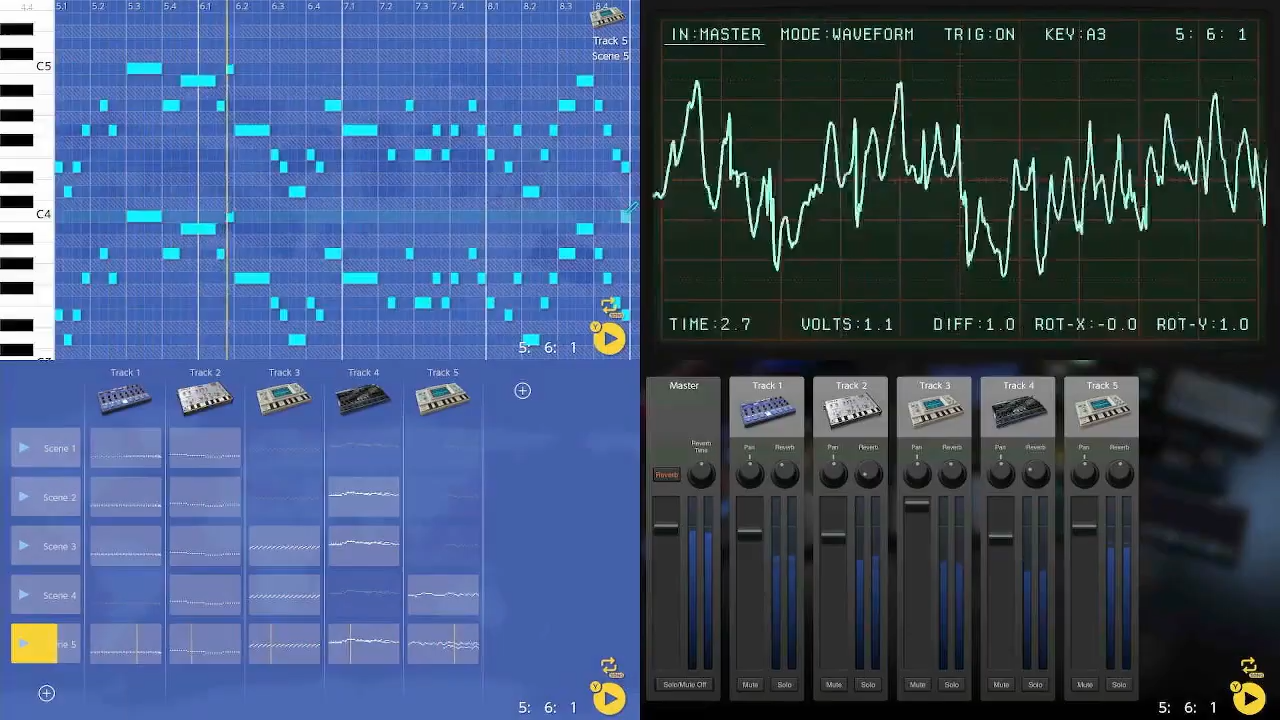 4.4 5.1 5.2 5.3 5.4 6.1 6.2 6.3 6.4 7.1 7.2 7.3 7.4 8.1 8.2 8.3 8.4
Track 5
Scene 5
C5
C4
Y
5: 6: 1
IN:MASTER MODE:WAVEFORM TRIG:ON KEY:A3 5: 6: 1
TIME:2. VOLTS:1.1 DIFF:1.0 ROT-X:-0.0 ROT-Y:1.0
Track 1 Track 2 Track 3 Track 4 Track 5
Scene 1
Scene 2
Scene 3
Scene 4
ne 5
SONG
Y
5: 6: 1
Master Track 1 Track 2 Track 3 Track 4 Track 5
Reverb Time Pan Reverb Pan Reverb Pan Reverb Pan Reverb Pan Reverb
Reverb
Solo/Mute Off Mute Solo Mute Solo Mute Solo Mute Solo Mute Solo
SONG
Y
5: 6: 1